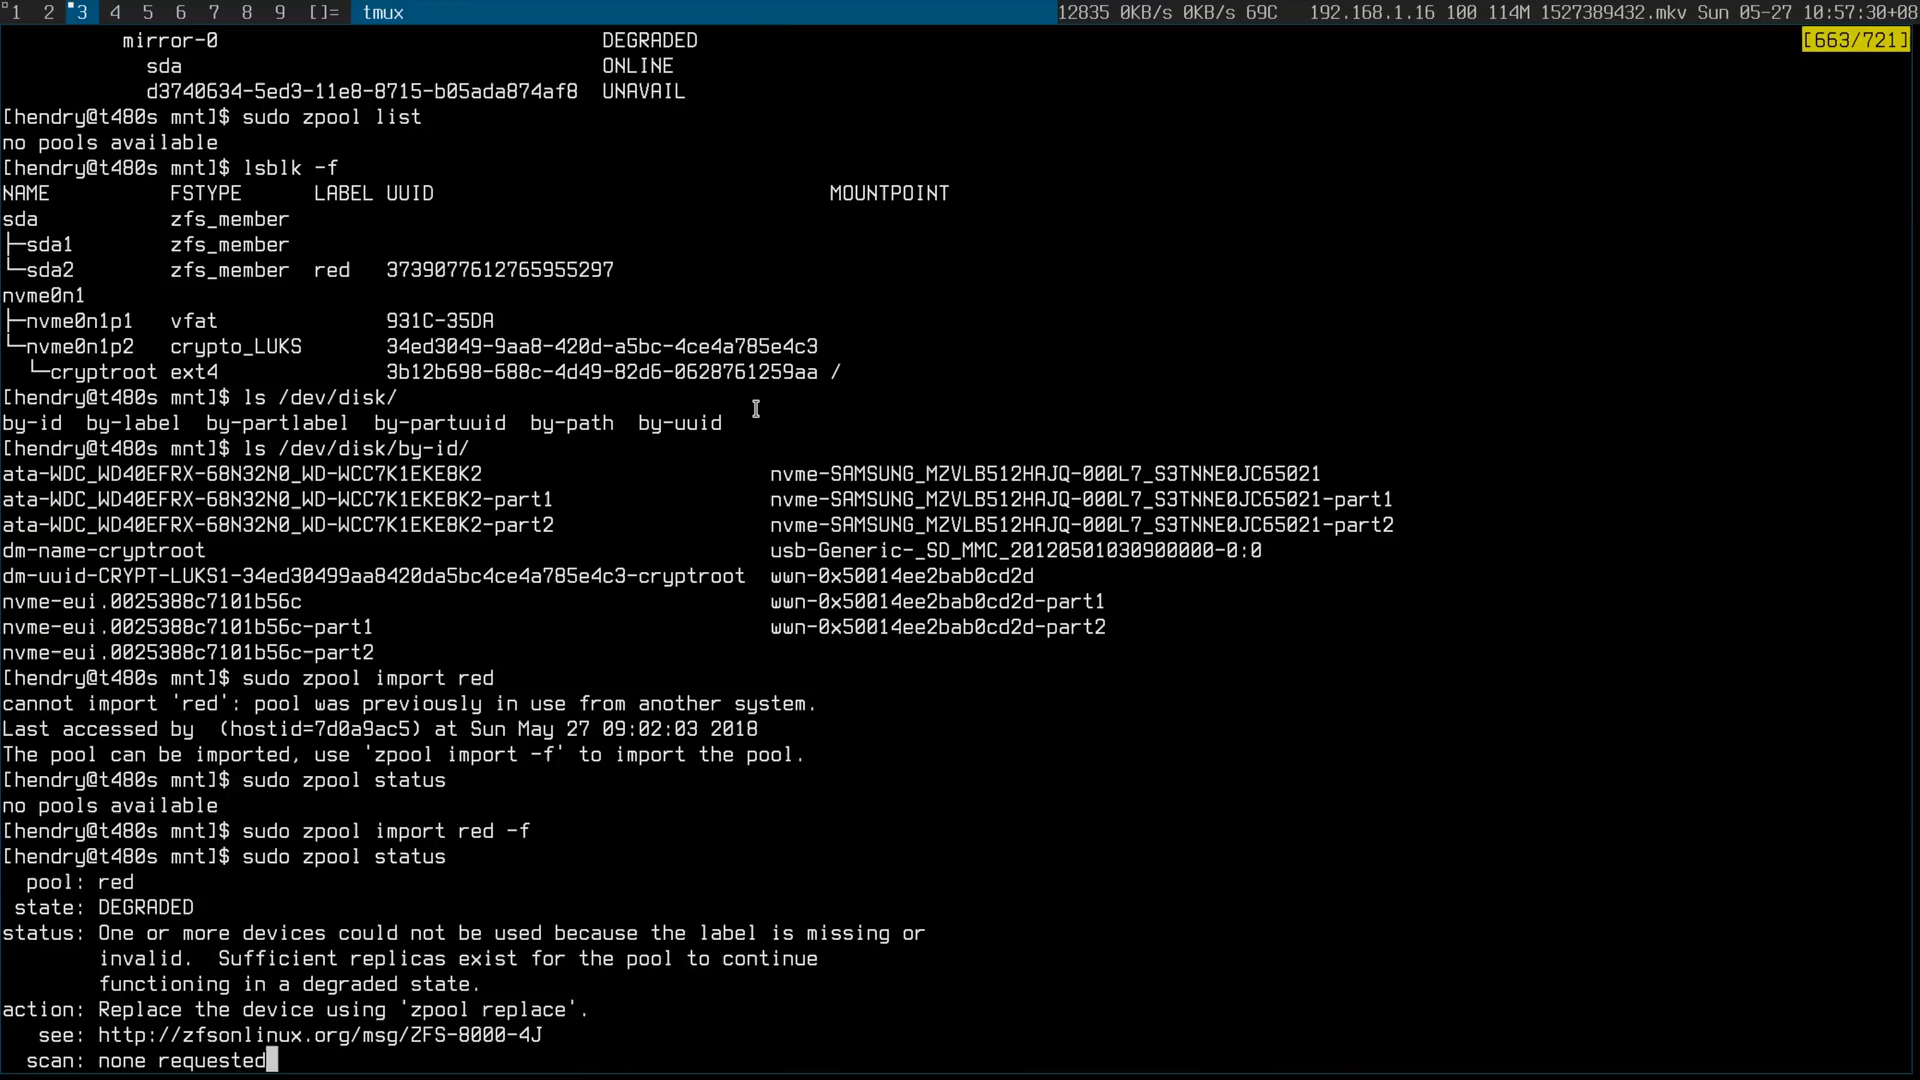 1 2 3 4 5 6 7 8 9 []= tmux 12835 0KB/s 0KB/s 69C 192.168.1.16 100 114M 1527389432.mkv Sun 05-27 10:57:30+08
mirror-0 DEGRADED [663/721]
sda ONLINE
d3740634-5ed3-11e8-8715-b05ada874af8 UNAVAIL
[hendry@t480s mnt]$ sudo zpool list
no pools available
[hendry@t480s mnt]$ lsblk -f
NAME FSTYPE LABEL UUID MOUNTPOINT
sda zfs_member
├─sda1 zfs_member
└─sda2 zfs_member red 3739077612765955297
nvme0n1
├─nvme0n1p1 vfat 931C-35DA
└─nvme0n1p2 crypto_LUKS 34ed3049-9aa8-420d-a5bc-4ce4a785e4c3
└─cryptroot ext4 3b12b698-688c-4d49-82d6-0628761259aa /
[hendry@t480s mnt]$ ls /dev/disk/
by-id by-label by-partlabel by-partuuid by-path by-uuid
[hendry@t480s mnt]$ ls /dev/disk/by-id/
ata-WDC_WD40EFRX-68N32N0_WD-WCC7K1EKE8K2 nvme-SAMSUNG_MZVLB512HAJQ-000L7_S3TNNE0JC65021
ata-WDC_WD40EFRX-68N32N0_WD-WCC7K1EKE8K2-part1 nvme-SAMSUNG_MZVLB512HAJQ-000L7_S3TNNE0JC65021-part1
ata-WDC_WD40EFRX-68N32N0_WD-WCC7K1EKE8K2-part2 nvme-SAMSUNG_MZVLB512HAJQ-000L7_S3TNNE0JC65021-part2
dm-name-cryptroot usb-Generic-_SD_MMC_20120501030900000-0:0
dm-uuid-CRYPT-LUKS1-34ed30499aa8420da5bc4ce4a785e4c3-cryptroot wwn-0x50014ee2bab0cd2d
nvme-eui.0025388c7101b56c wwn-0x50014ee2bab0cd2d-part1
nvme-eui.0025388c7101b56c-part1 wwn-0x50014ee2bab0cd2d-part2
nvme-eui.0025388c7101b56c-part2
[hendry@t480s mnt]$ sudo zpool import red
cannot import 'red': pool was previously in use from another system.
Last accessed by (hostid=7d0a9ac5) at Sun May 27 09:02:03 2018
The pool can be imported, use 'zpool import -f' to import the pool.
[hendry@t480s mnt]$ sudo zpool status
no pools available
[hendry@t480s mnt]$ sudo zpool import red -f
[hendry@t480s mnt]$ sudo zpool status
pool: red
state: DEGRADED
status: One or more devices could not be used because the label is missing or
invalid. Sufficient replicas exist for the pool to continue
functioning in a degraded state.
action: Replace the device using 'zpool replace'.
see: http://zfsonlinux.org/msg/ZFS-8000-4J
scan: none requested